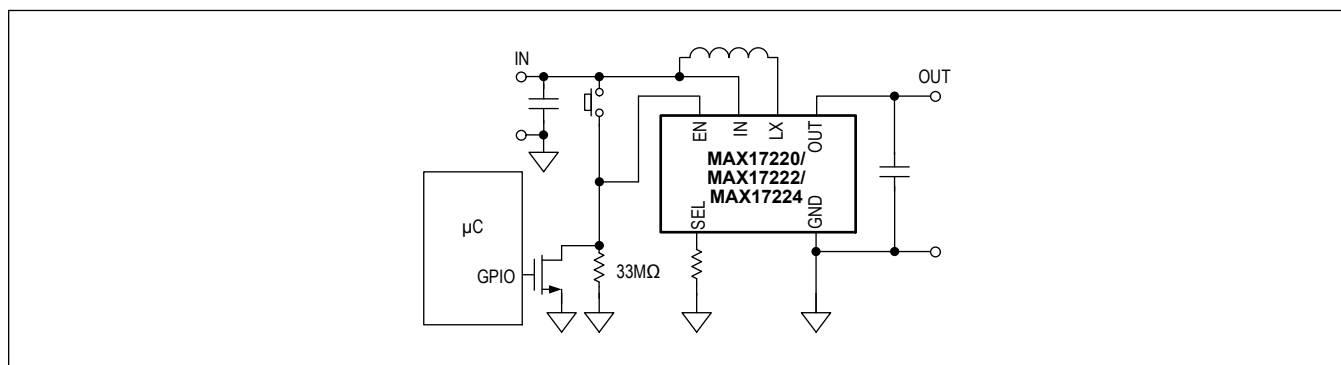 IN
OUT
EN
IN
LX
OUT
MAX17220/
MAX17222/
MAX17224
SEL
GND
µC
GPIO
33MΩ